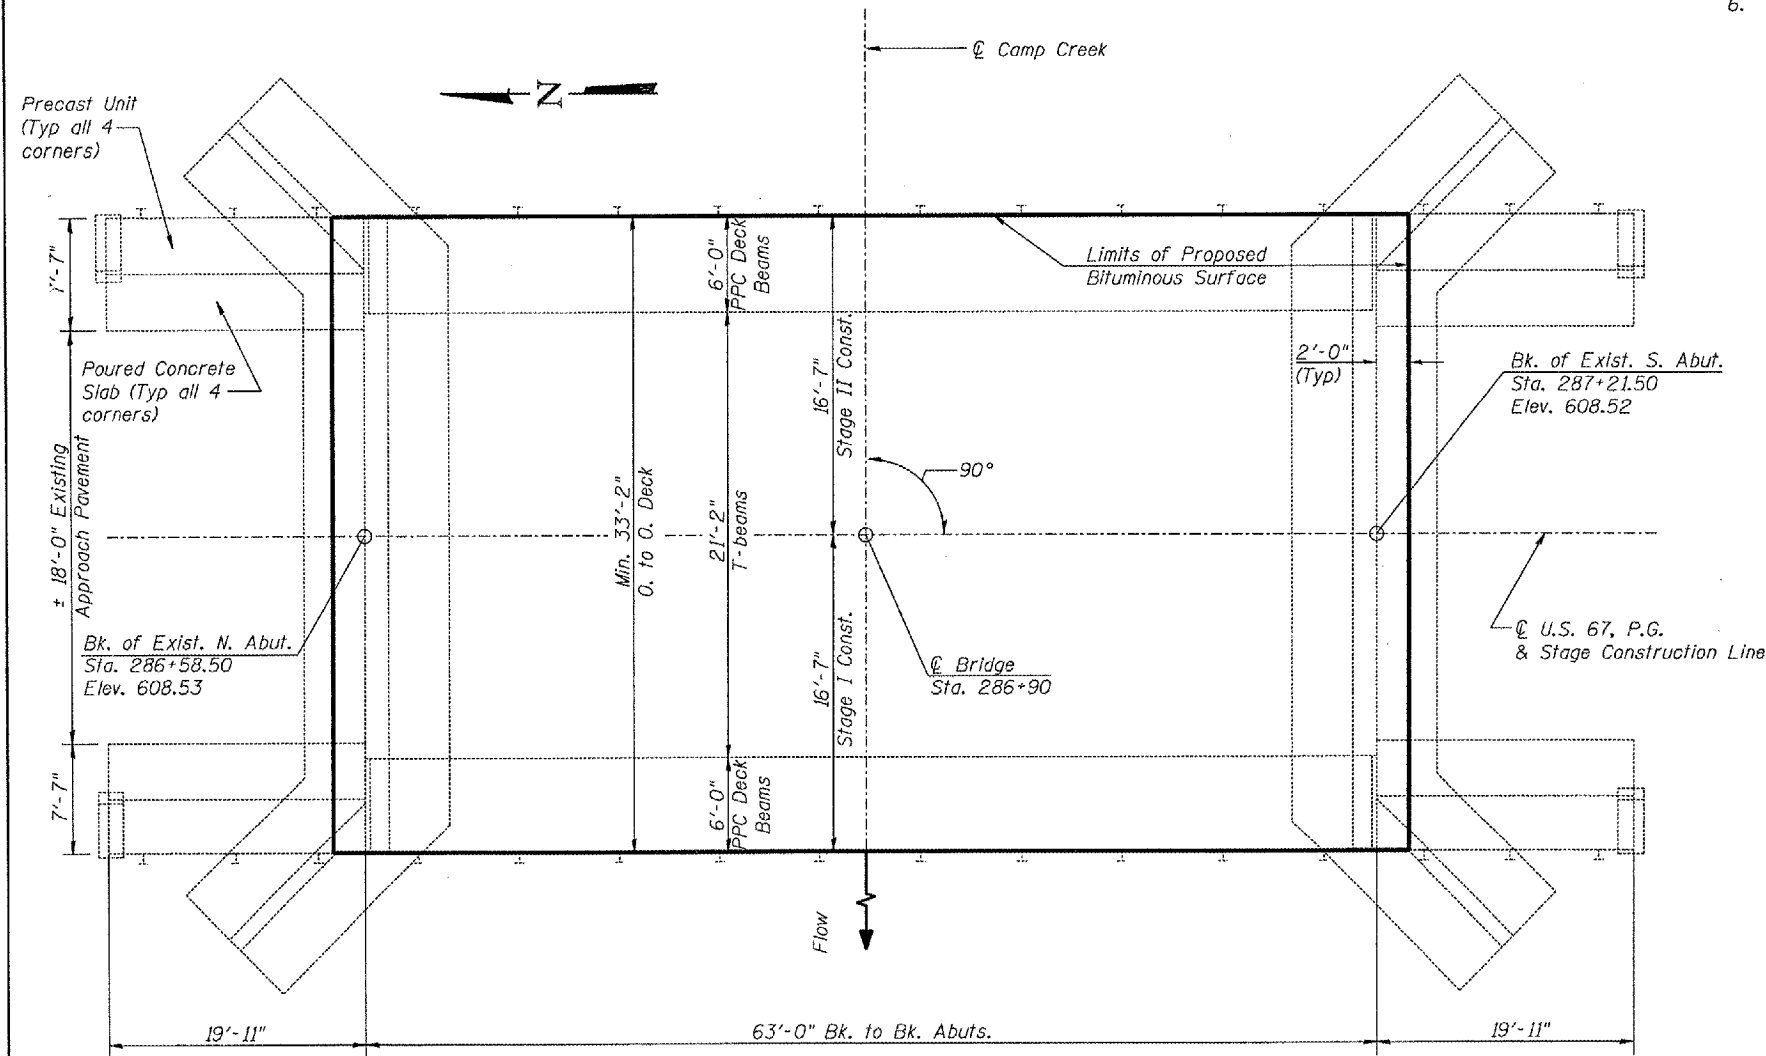 6.
℄ Camp Creek
N
Precast Unit
(Typ all 4
corners)
7'-7"
6'-0"
PPC Deck
Beams
Limits of Proposed
Bituminous Surface
Poured Concrete
Slab (Typ all 4
corners)
16'-7"
Stage II Const.
2'-0"
(Typ)
Bk. of Exist. S. Abut.
Sta. 287+21.50
Elev. 608.52
± 18'-0" Existing
Approach Pavement
Min. 33'-2"
O. to O. Deck
21'-2"
T-beams
90°
Bk. of Exist. N. Abut.
Sta. 286+58.50
Elev. 608.53
16'-7"
Stage I Const.
℄ Bridge
Sta. 286+90
℄ U.S. 67, P.G.
& Stage Construction Line
7'-7"
6'-0"
PPC Deck
Beams
Flow
19'-11"
63'-0" Bk. to Bk. Abuts.
19'-11"